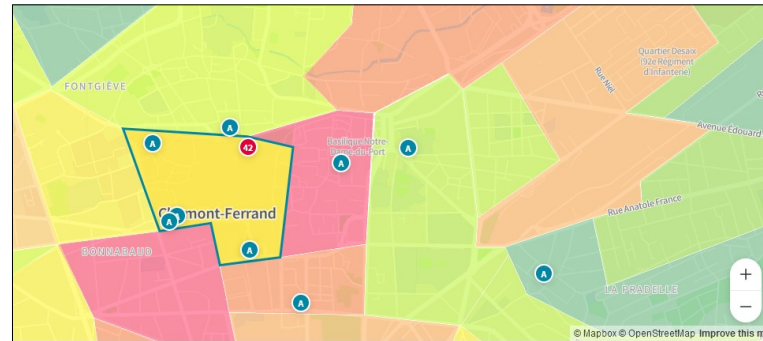 Quartier Desaix
(92e Régiment
d'Infanterie)
Rue Niel
FONTGIÈVE
Avenue Édouard
A
A
42
Basilique Notre-
Dame-du-Port
A
A
Rue Anatole France
A
Clermont-Ferrand
A
BONNABAUD
A
A
LA PRADELLE
A
+
−
© Mapbox © OpenStreetMap Improve this m